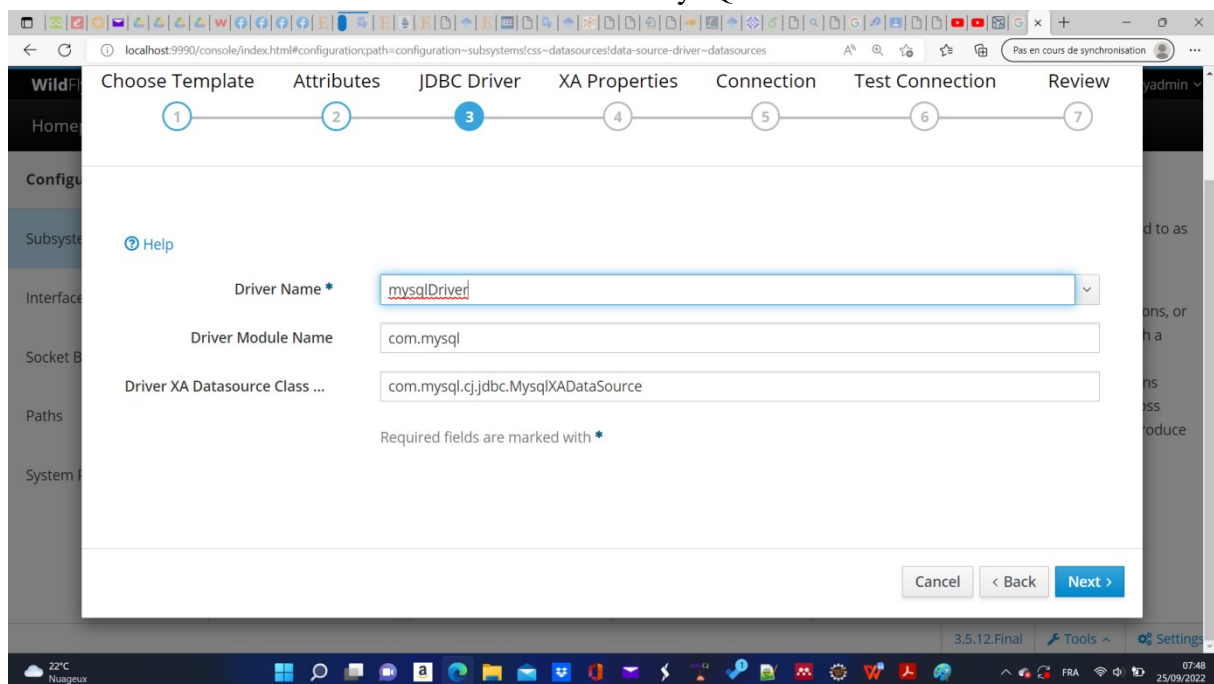 localhost:9990/console/index.html#configuration;path=configuration~subsystems!css~datasources!data-source-driver~datasources
Pas en cours de synchronisation
WildFl
yadmin
Choose Template Attributes JDBC Driver XA Properties Connection Test Connection Review
1 2 3 4 5 6 7
Home
Configu
Subsyste
d to as
Help
Driver Name *
mysqlDriver
Interface
ons, or
h a
Driver Module Name
com.mysql
Socket B
Driver XA Datasource Class ...
com.mysql.cj.jdbc.MysqlXADataSource
ns
oss
Paths
roduce
Required fields are marked with *
System
Cancel < Back Next >
3.5.12.Final Tools Settings
22°C
Nuageux
FRA
07:48
25/09/2022